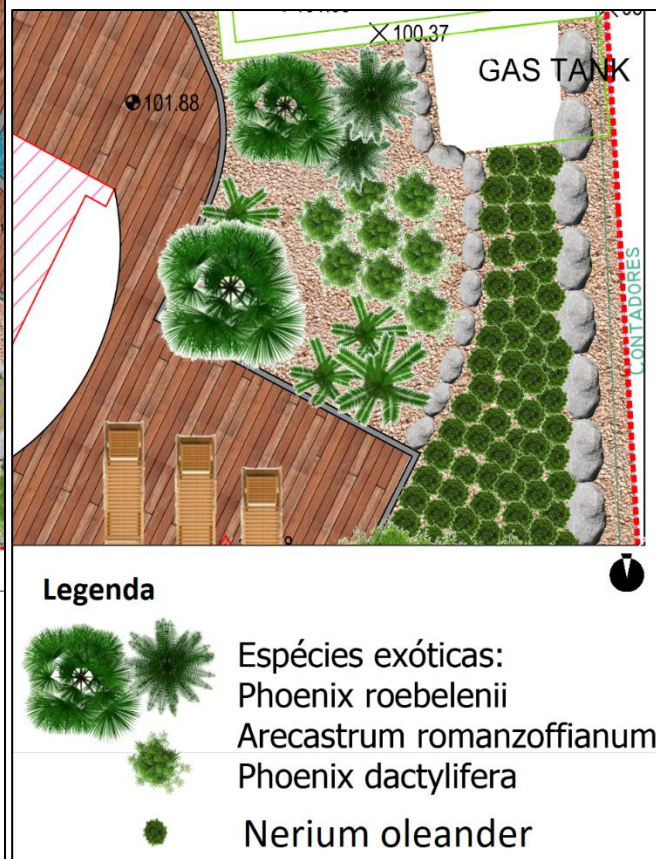 100.37
GAS TANK
101.88
CONTADORES
Legenda
Espécies exóticas:
Phoenix roebelenii
Arecastrum romanzoffianum
Phoenix dactylifera
Nerium oleander